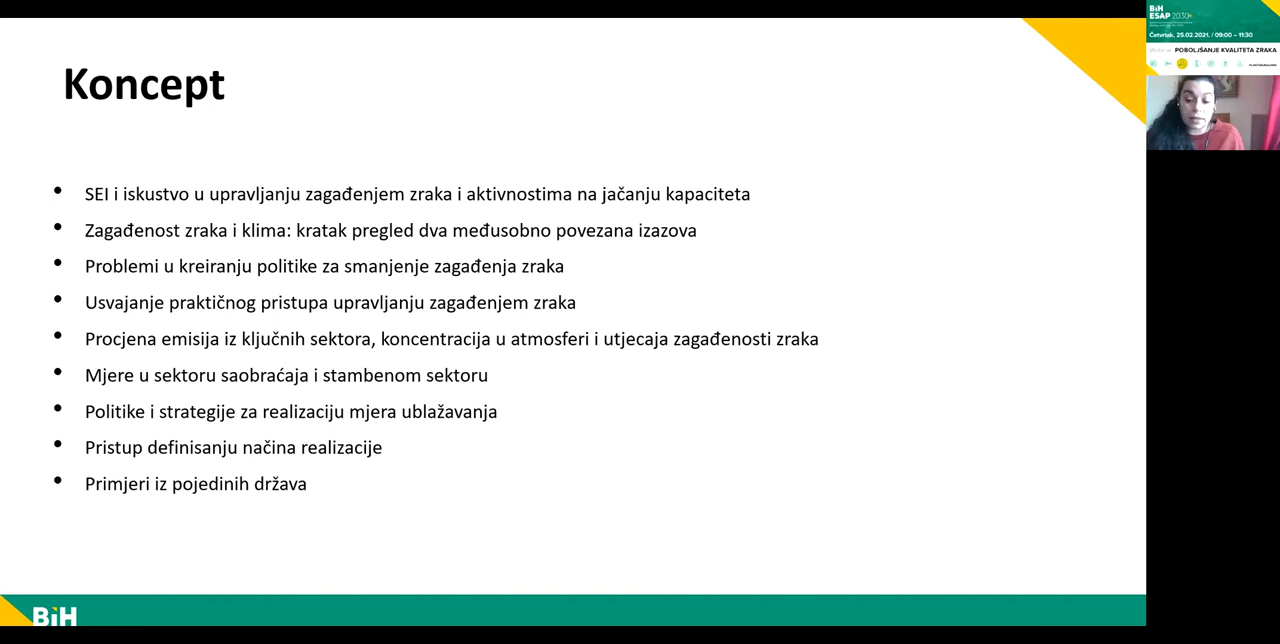 Koncept
• SEI i iskustvo u upravljanju zagađenjem zraka i aktivnostima na jačanju kapaciteta
• Zagađenost zraka i klima: kratak pregled dva međusobno povezana izazova
• Problemi u kreiranju politike za smanjenje zagađenja zraka
• Usvajanje praktičnog pristupa upravljanju zagađenjem zraka
• Procjena emisija iz ključnih sektora, koncentracija u atmosferi i utjecaja zagađenosti zraka
• Mjere u sektoru saobraćaja i stambenom sektoru
• Politike i strategije za realizaciju mjera ublažavanja
• Pristup definisanju načina realizacije
• Primjeri iz pojedinih država
BiH
BiH
ESAP 2030+
Četvrtak, 25.02.2021. / 09:00 – 11:30
Webinar: POBOLJŠANJE KVALITETA ZRAKA